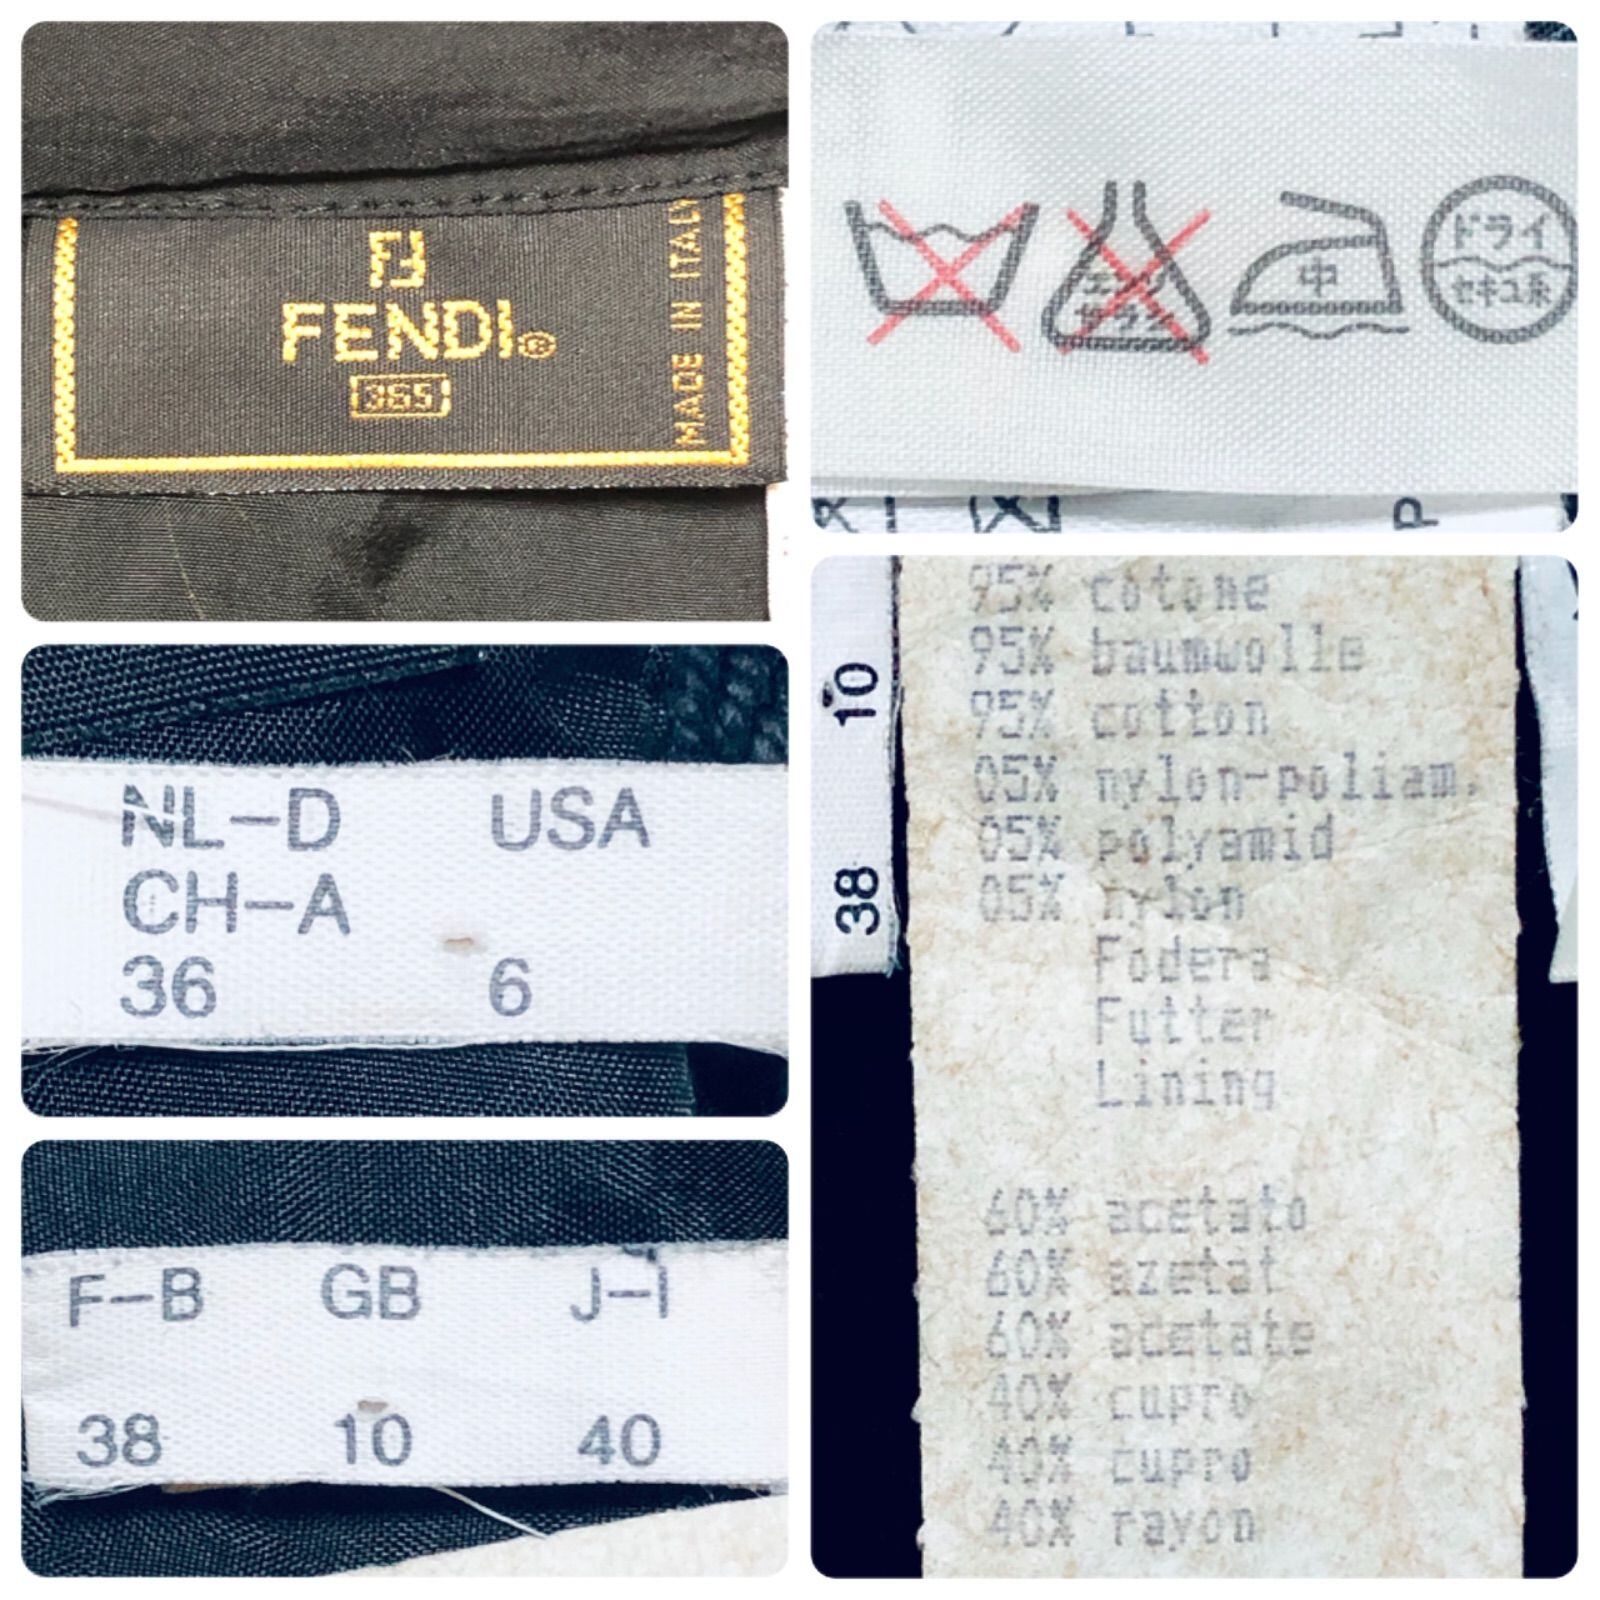 FF
FENDI®
365
MADE IN ITALY
中
ドライ
セキユ系
P
NL-D USA
CH-A
36 6
F-B GB J-I
38 10 40
10
38
95% cotone
95% baumwolle
95% cotton
05% nylon-poliam.
05% polyamid
05% nylon
Fodera
Futter
Lining
60% acetato
60% azetat
60% acetate
40% cupro
40% cupro
40% rayon